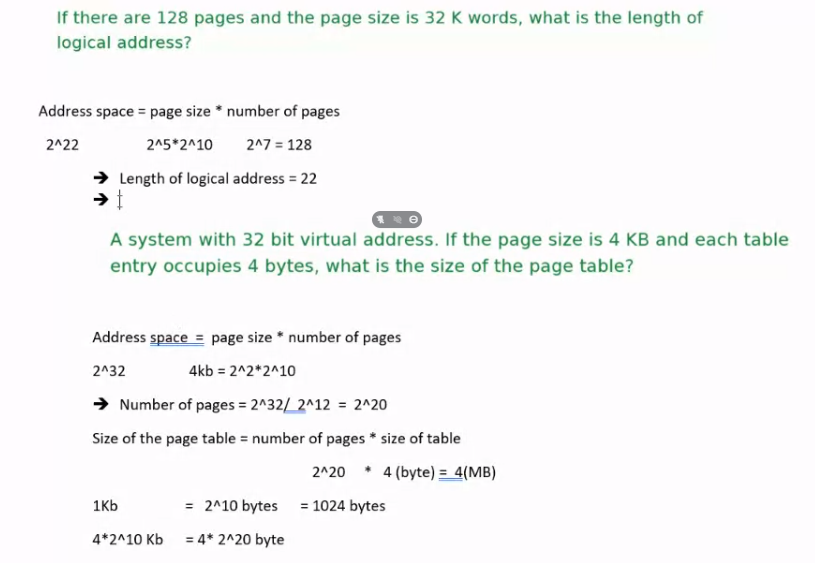 If there are 128 pages and the page size is 32 K words, what is the length of
logical address?
Address space = page size * number of pages
2^22 2^5*2^10 2^7 = 128
➔ Length of logical address = 22
➔
A system with 32 bit virtual address. If the page size is 4 KB and each table
entry occupies 4 bytes, what is the size of the page table?
Address space = page size * number of pages
2^32 4kb = 2^2*2^10
➔ Number of pages = 2^32/ 2^12 = 2^20
Size of the page table = number of pages * size of table
2^20 * 4 (byte) = 4(MB)
1Kb = 2^10 bytes = 1024 bytes
4*2^10 Kb = 4* 2^20 byte